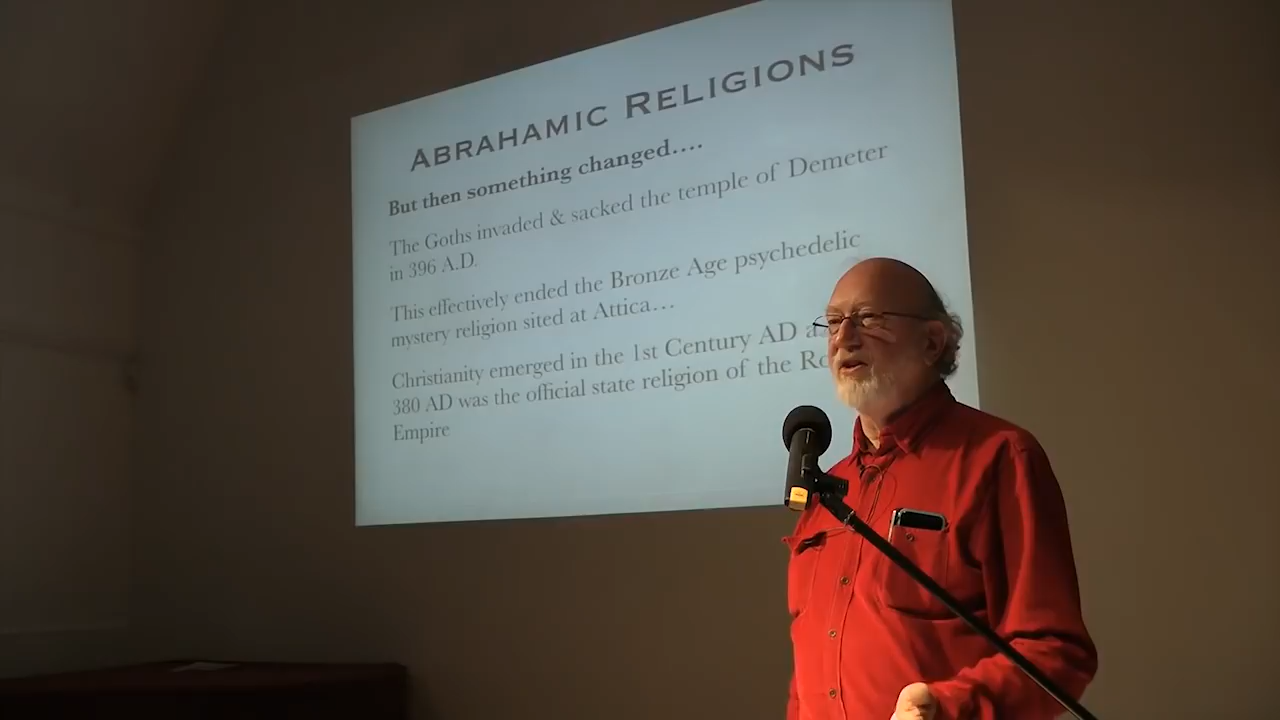 ABRAHAMIC RELIGIONS
But then something changed....
The Goths invaded & sacked the temple of Demeter
in 396 A.D.
This effectively ended the Bronze Age psychedelic
mystery religion sited at Attica...
Christianity emerged in the 1st Century AD
380 AD was the official state religion of the
Empire